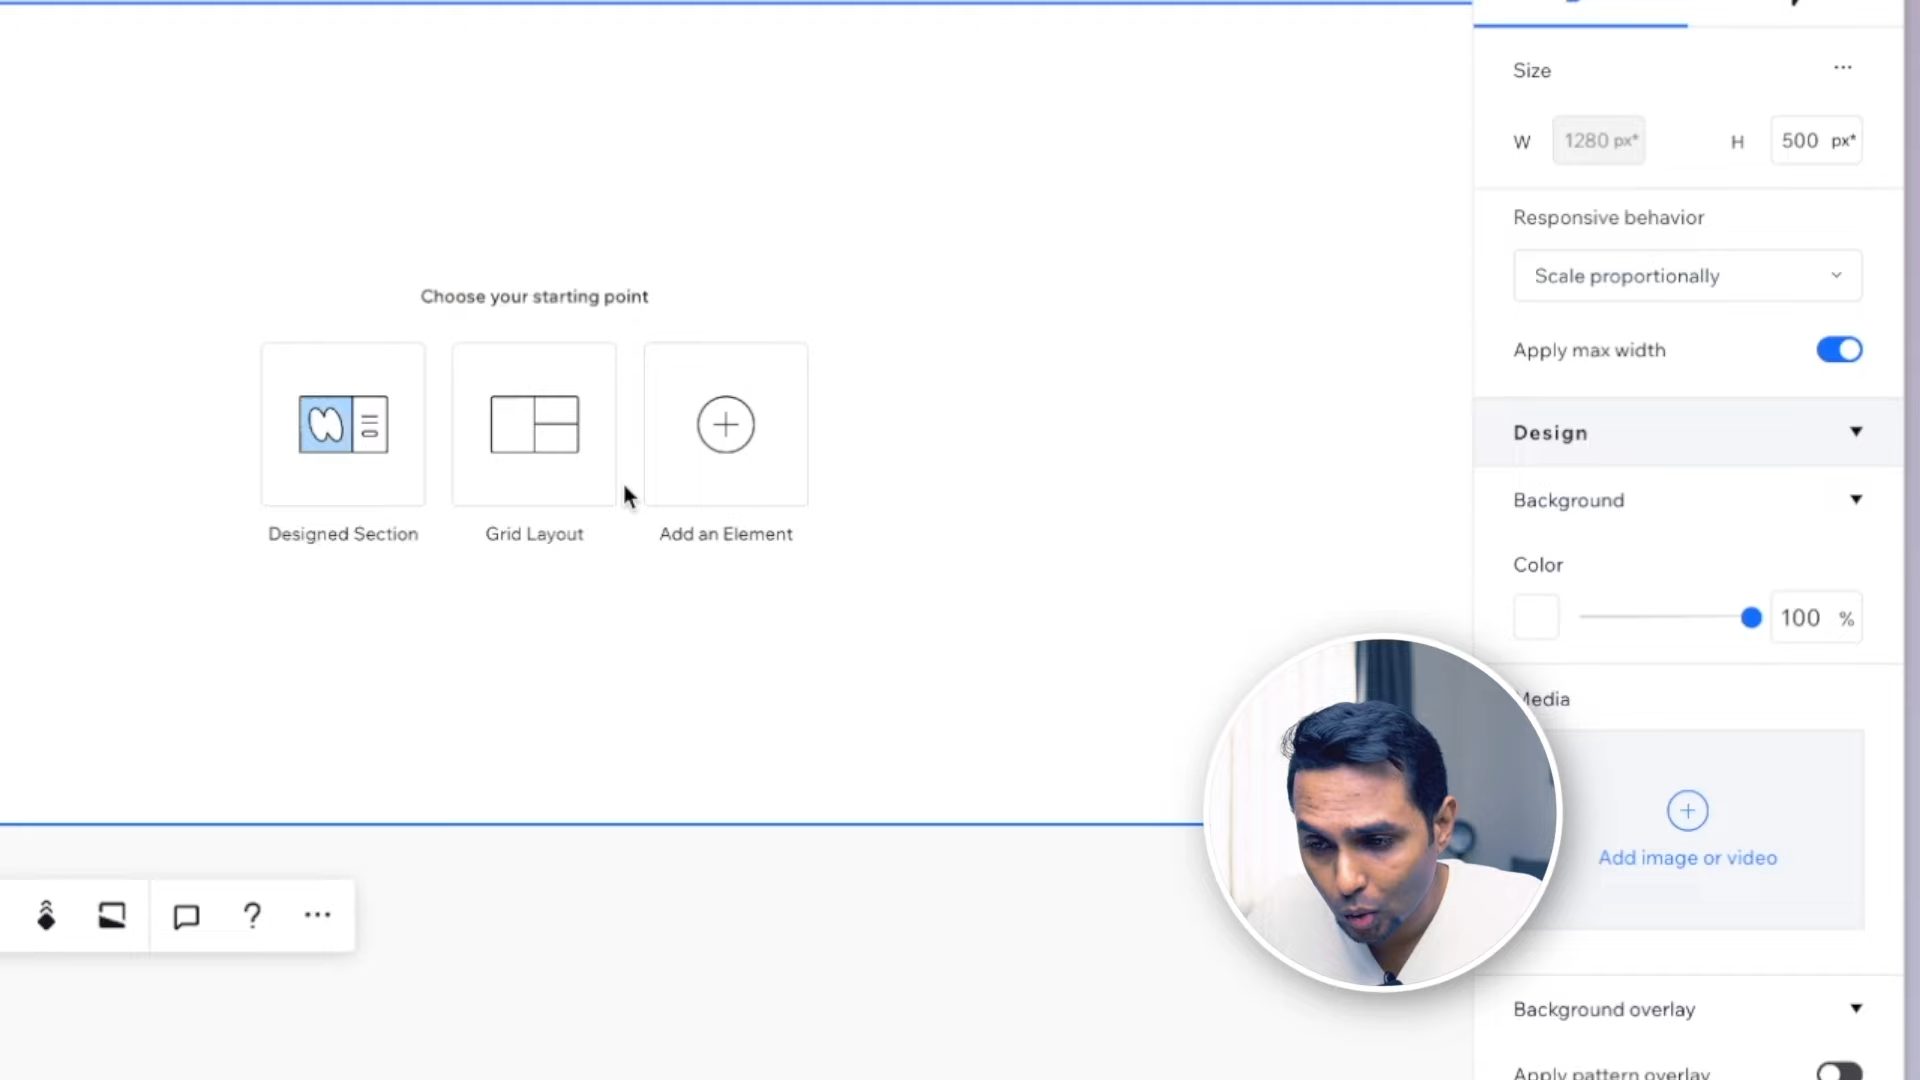 Size
...
W 1280 px* H 500 px*
Responsive behavior
Scale proportionally
Apply max width
Design
Background
Color
100 %
Media
Add image or video
Background overlay
Apply pattern overlay
Choose your starting point
Designed Section
Grid Layout
Add an Element
?
...